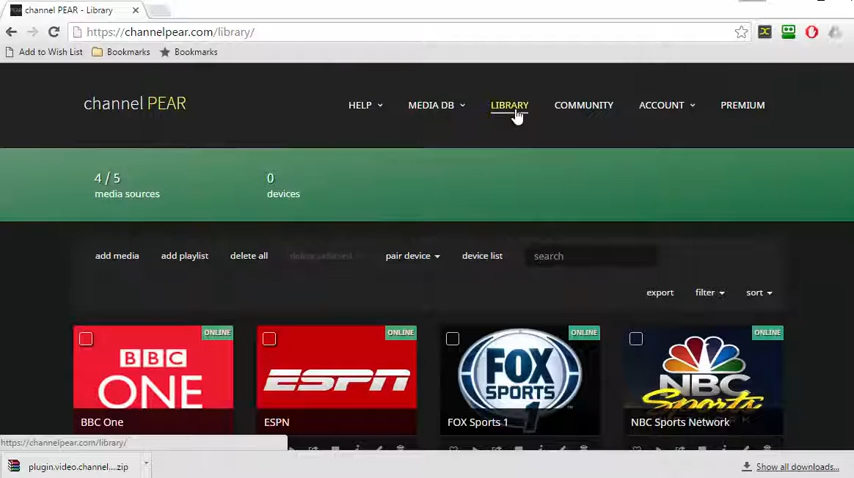 channel PEAR - Library
https://channelpear.com/library/
Add to Wish List Bookmarks Bookmarks
channel PEAR HELP MEDIA DB LIBRARY COMMUNITY ACCOUNT PREMIUM
4 / 5 0
media sources devices
add media add playlist delete all delete selected pair device device list search
export filter sort
ONLINE ONLINE ONLINE ONLINE
BBC
ONE
ESPN
FOX
SPORTS
1
NBC
Sports
BBC One ESPN FOX Sports 1 NBC Sports Network
https://channelpear.com/library/
plugin.video.channel....zip Show all downloads...